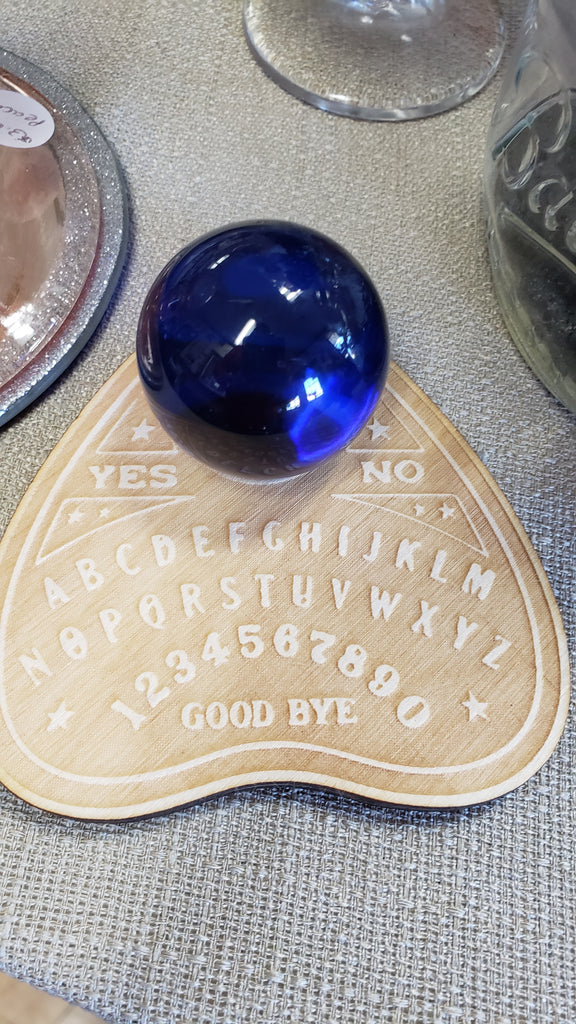 YES NO
ABCDEFGHIJKLM
NOPQRSTUVWXYZ
1234567890
GOOD BYE